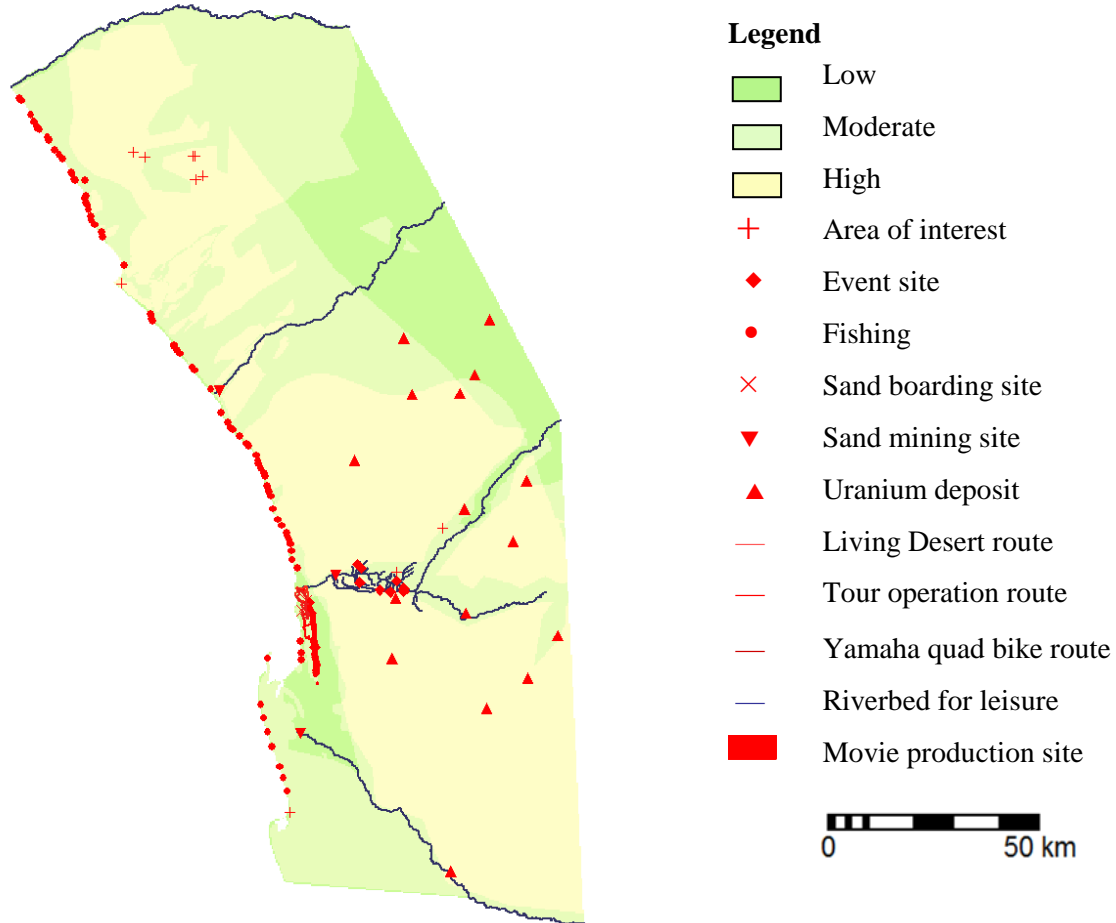 Legend
Low
Moderate
High
Area of interest
Event site
Fishing
Sand boarding site
Sand mining site
Uranium deposit
Living Desert route
Tour operation route
Yamaha quad bike route
Riverbed for leisure
Movie production site
0 50 km